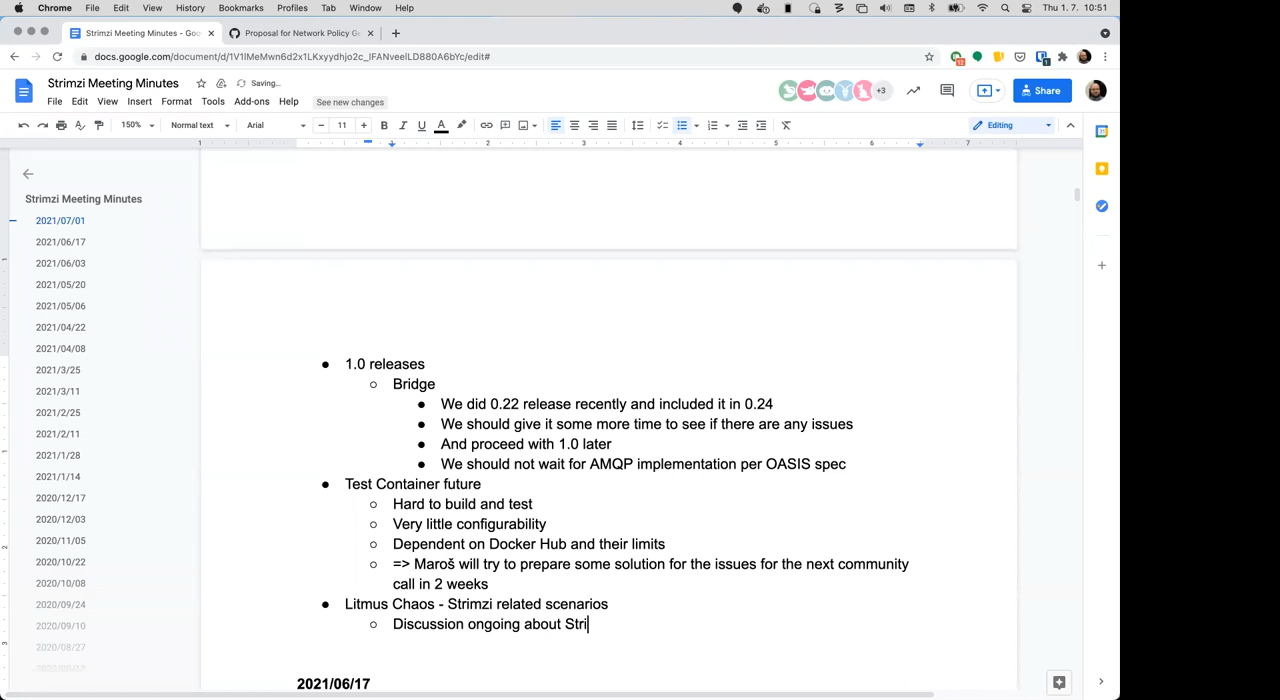 Chrome File Edit View History Bookmarks Profiles Tab Window Help Thu 1. 7. 10:51
Strimzi Meeting Minutes - Goo Proposal for Network Policy Ge
docs.google.com/document/d/1V1lMeMwn6d2x1LKxyydhjo2c_IFANveelLD880A6bYc/edit#
Strimzi Meeting Minutes Saving…
File Edit View Insert Format Tools Add-ons Help See new changes
+3 Share
150% Normal text Arial 11 Editing
1 1 2 3 4 5 6 7
Strimzi Meeting Minutes
2021/07/01
2021/06/17
2021/06/03
2021/05/20
2021/05/06
2021/04/22
2021/04/08
2021/3/25
2021/3/11
2021/2/25
2021/2/11
2021/1/28
2021/1/14
2020/12/17
2020/12/03
2020/11/05
2020/10/22
2020/10/08
2020/09/24
2020/09/10
2020/08/27
● 1.0 releases
○ Bridge
● We did 0.22 release recently and included it in 0.24
● We should give it some more time to see if there are any issues
● And proceed with 1.0 later
● We should not wait for AMQP implementation per OASIS spec
● Test Container future
○ Hard to build and test
○ Very little configurability
○ Dependent on Docker Hub and their limits
○ => Maroš will try to prepare some solution for the issues for the next community
call in 2 weeks
● Litmus Chaos - Strimzi related scenarios
○ Discussion ongoing about Stri
2021/06/17